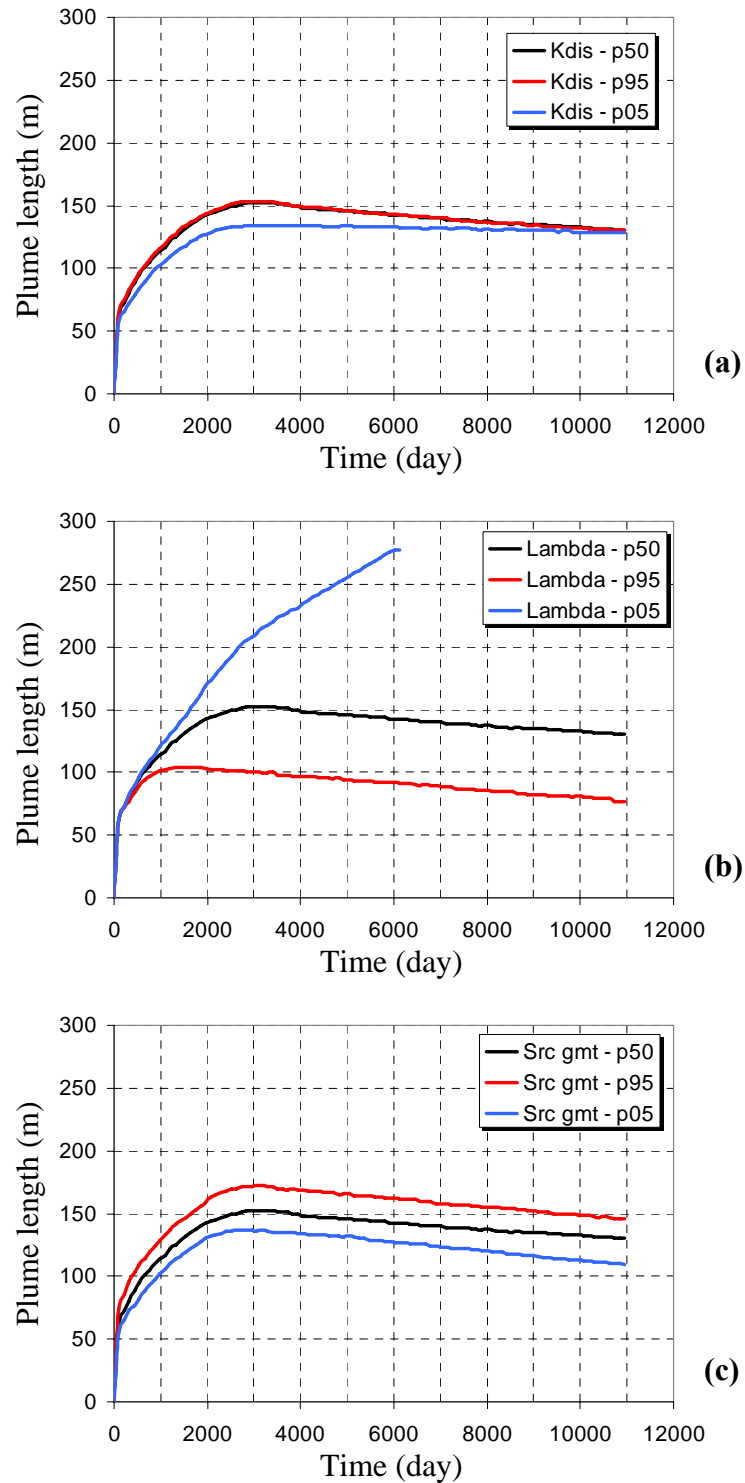 300
250
200
150
100
50
0
Plume length (m)
Kdis - p50
Kdis - p95
Kdis - p05
0 2000 4000 6000 8000 10000 12000
Time (day)
(a)
300
250
200
150
100
50
0
Plume length (m)
Lambda - p50
Lambda - p95
Lambda - p05
0 2000 4000 6000 8000 10000 12000
Time (day)
(b)
300
250
200
150
100
50
0
Plume length (m)
Src gmt - p50
Src gmt - p95
Src gmt - p05
0 2000 4000 6000 8000 10000 12000
Time (day)
(c)